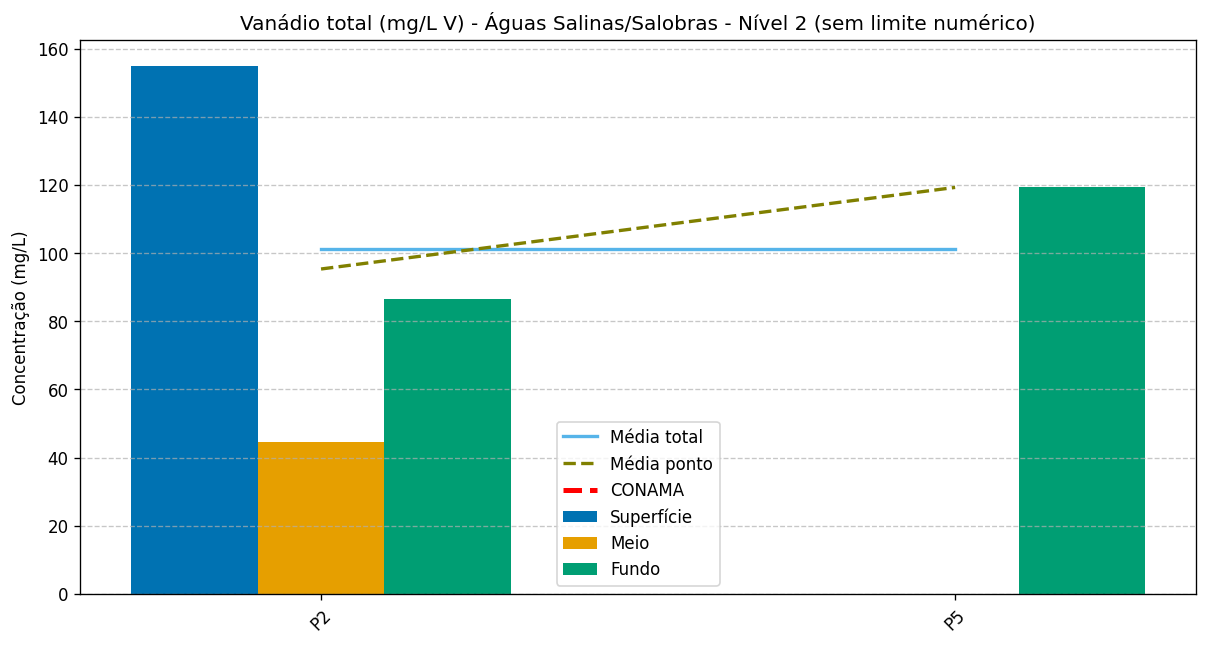 Vanádio total (mg/L V) - Águas Salinas/Salobras - Nível 2 (sem limite numérico)
Concentração (mg/L)
160
140
120
100
80
60
40
20
0
Média total
Média ponto
CONAMA
Superfície
Meio
Fundo
P2
P5